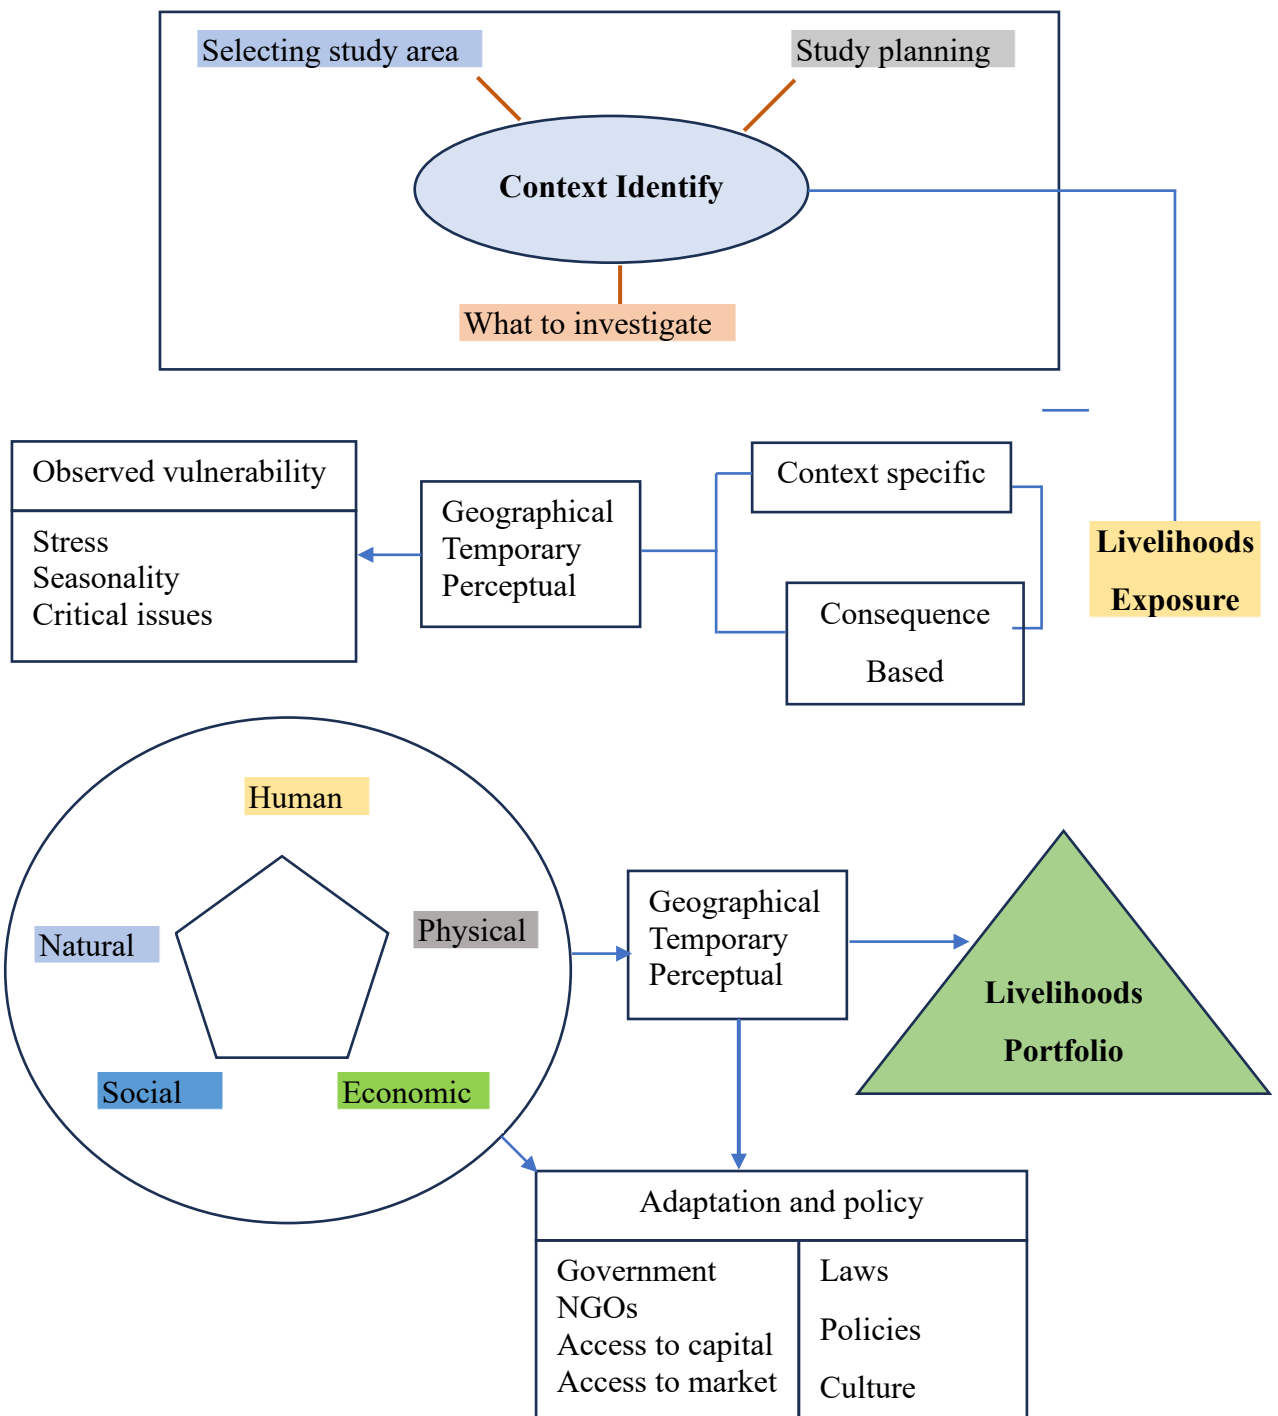 Selecting study area
Study planning
Context Identify
What to investigate
Observed vulnerability
Stress
Seasonality
Critical issues
Geographical
Temporary
Perceptual
Context specific
Consequence
Based
Livelihoods
Exposure
Human
Natural
Physical
Social
Economic
Geographical
Temporary
Perceptual
Livelihoods
Portfolio
Adaptation and policy
Government
NGOs
Access to capital
Access to market
Laws
Policies
Culture